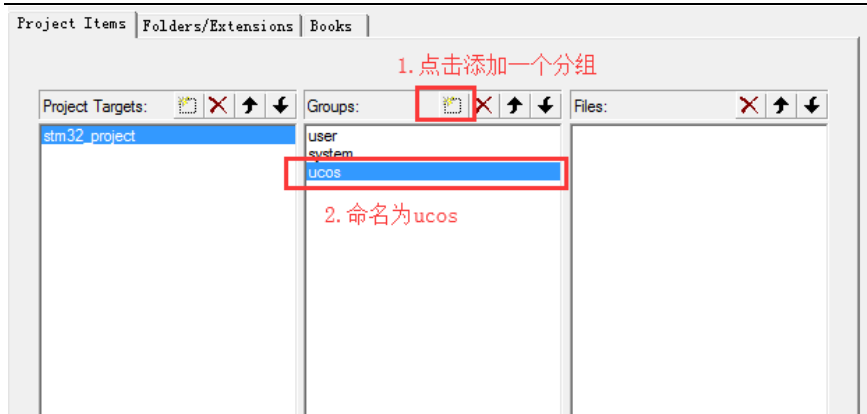 Project Items Folders/Extensions Books
1.点击添加一个分组
Project Targets: Groups: Files:
stm32_project user
system
ucos
2.命名为ucos